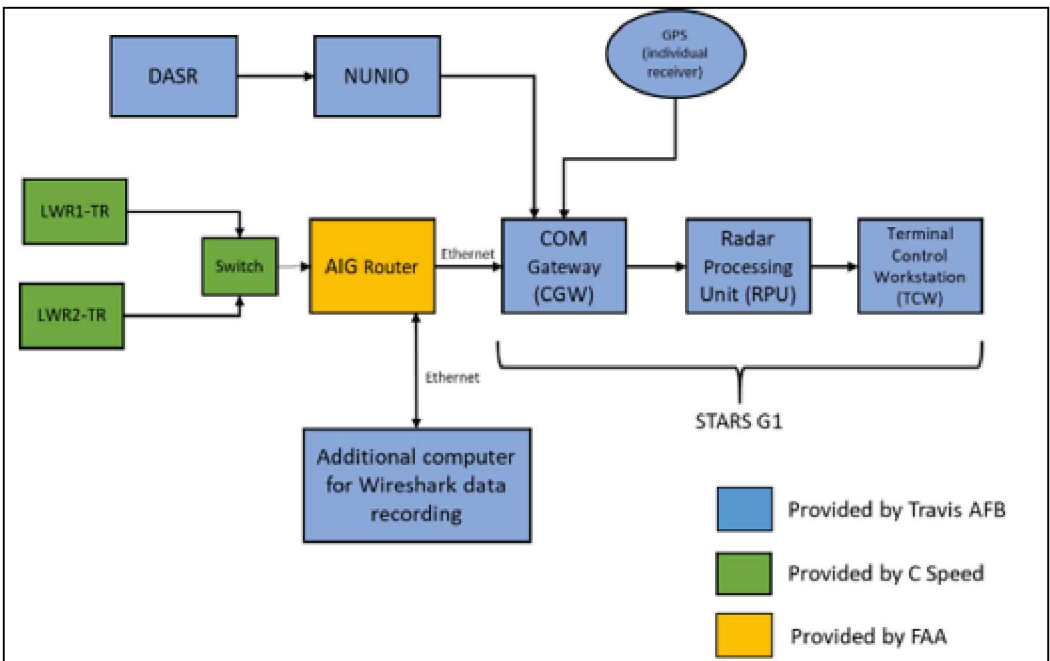 DASR
NUNIO
GPS
(individual
receiver)
LWR1-TR
LWR2-TR
Switch
AIG Router
Ethernet
COM
Gateway
(CGW)
Radar
Processing
Unit (RPU)
Terminal
Control
Workstation
(TCW)
Ethernet
STARS G1
Additional computer
for Wireshark data
recording
Provided by Travis AFB
Provided by C Speed
Provided by FAA